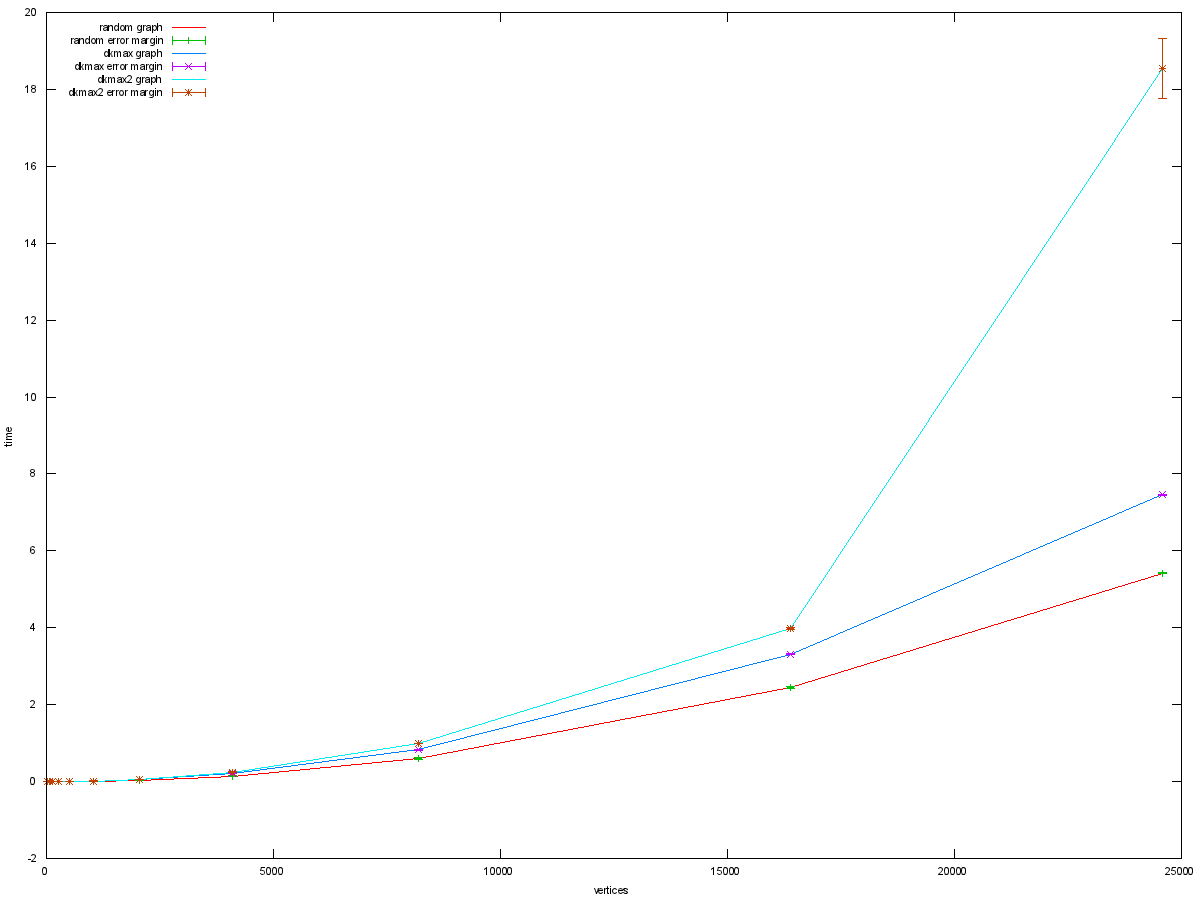 20
18
16
14
12
10
8
6
4
2
0
-2
0
5000
10000
15000
20000
25000
time
vertices
random graph
random error margin
dkmax graph
dkmax error margin
dkmax2 graph
dkmax2 error margin